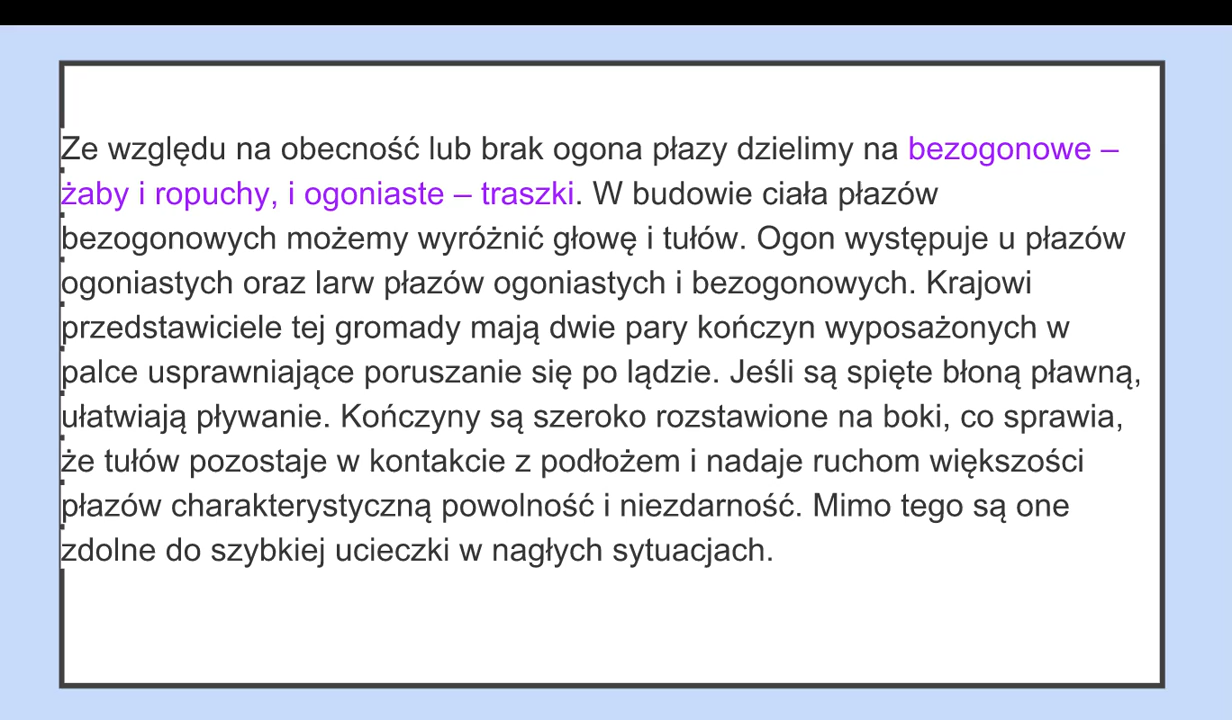 Ze względu na obecność lub brak ogona płazy dzielimy na bezogonowe –
żaby i ropuchy, i ogoniaste – traszki. W budowie ciała płazów
bezogonowych możemy wyróżnić głowę i tułów. Ogon występuje u płazów
ogoniastych oraz larw płazów ogoniastych i bezogonowych. Krajowi
przedstawiciele tej gromady mają dwie pary kończyn wyposażonych w
palce usprawniające poruszanie się po lądzie. Jeśli są spięte błoną pławną,
ułatwiają pływanie. Kończyny są szeroko rozstawione na boki, co sprawia,
że tułów pozostaje w kontakcie z podłożem i nadaje ruchom większości
płazów charakterystyczną powolność i niezdarność. Mimo tego są one
zdolne do szybkiej ucieczki w nagłych sytuacjach.